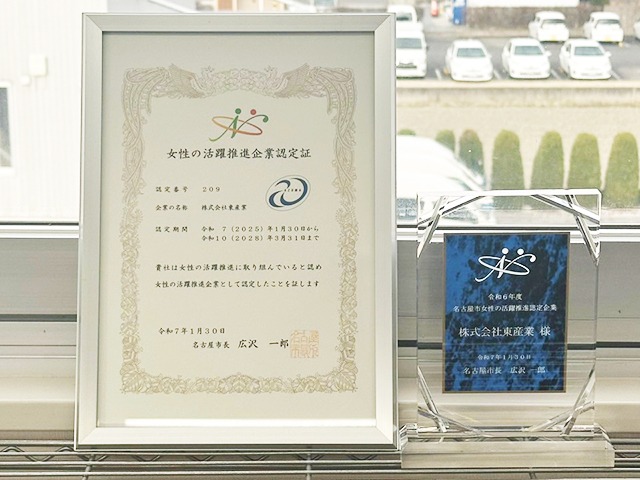 女性の活躍推進企業認定証
認定番号 209
企業の名称 株式会社東産業
認定期間 令和 7(2025)年1月30日から
令和10(2028)年3月31日まで
貴社は女性の活躍推進に取り組んでいると認め
女性の活躍推進企業として認定したことを証します
令和7年1月30日
名古屋市長 広沢 一郎
令和6年度
名古屋市女性の活躍推進認定企業
株式会社東産業 様
令和7年1月30日
名古屋市長 広沢 一郎